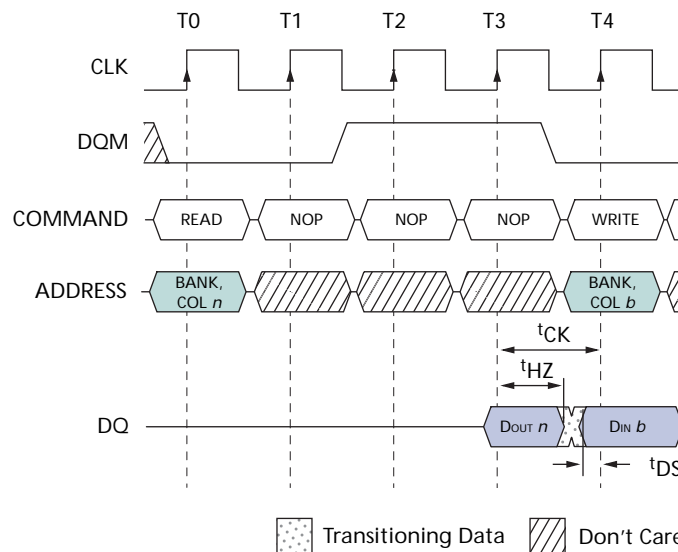 T0 T1 T2 T3 T4
CLK
DQM
COMMAND READ NOP NOP NOP WRITE
ADDRESS BANK, COL n BANK, COL b
tCK
tHZ
DQ DOUT n DIN b
tDS
Transitioning Data Don't Care